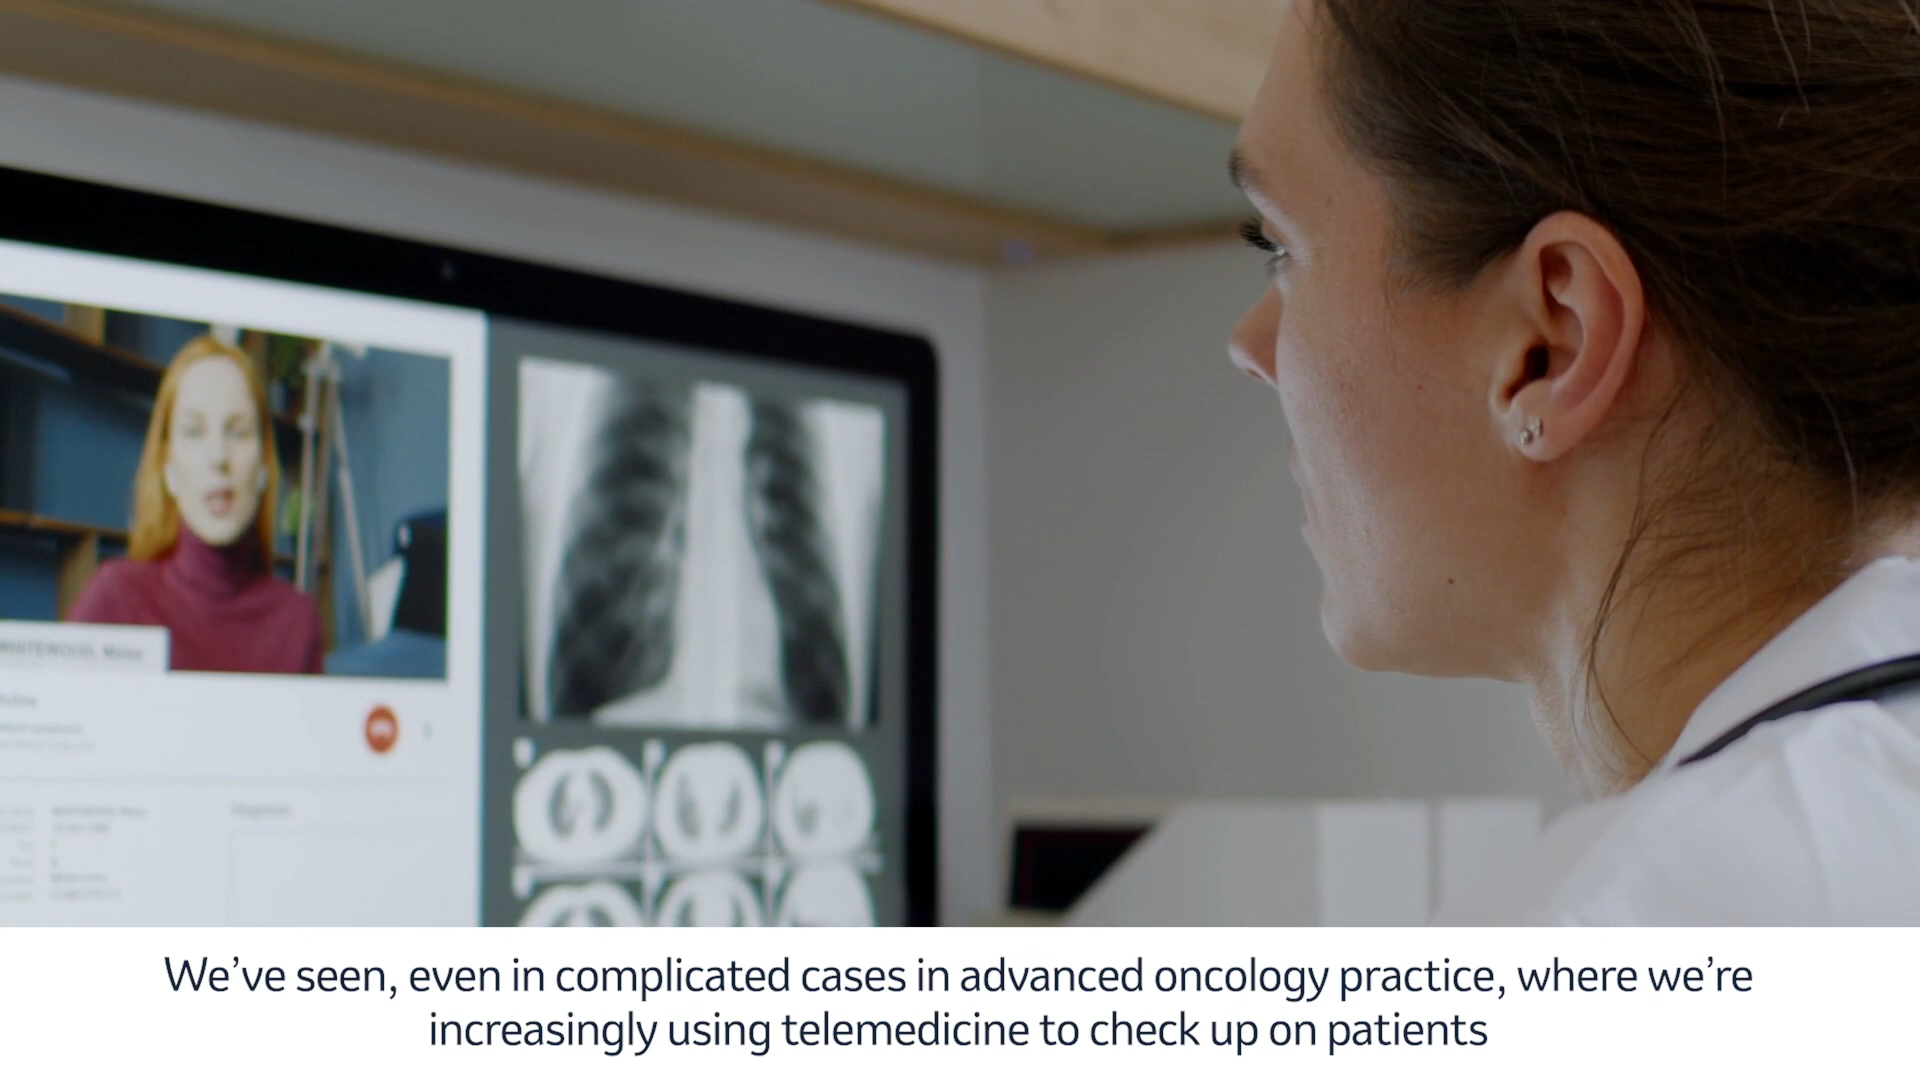 WHITEWOOD,
We’ve seen, even in complicated cases in advanced oncology practice, where we’re
increasingly using telemedicine to check up on patients